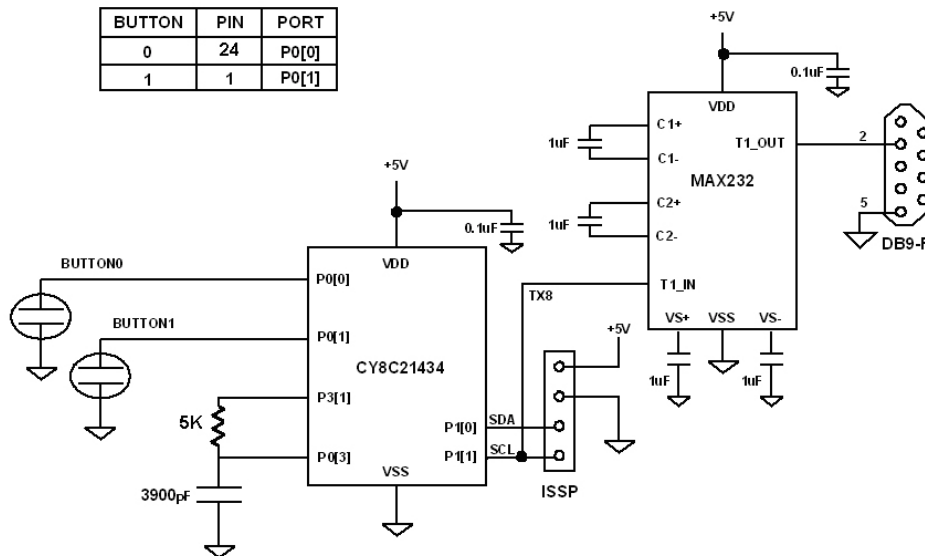 BUTTON PIN PORT
0 24 P0[0]
1 1 P0[1]
+5V
0.1uF
VDD
C1+
1uF
C1-
T1_OUT
2
MAX232
C2+
1uF
C2-
5
DB9-F
T1_IN
TX8
VS+ VSS VS-
1uF
1uF
+5V
0.1uF
VDD
BUTTON0
P0[0]
BUTTON1
P0[1]
CY8C21434
P3[1]
5K
P0[3]
3900pF
P1[0]
SDA
P1[1]
SCL
VSS
+5V
ISSP